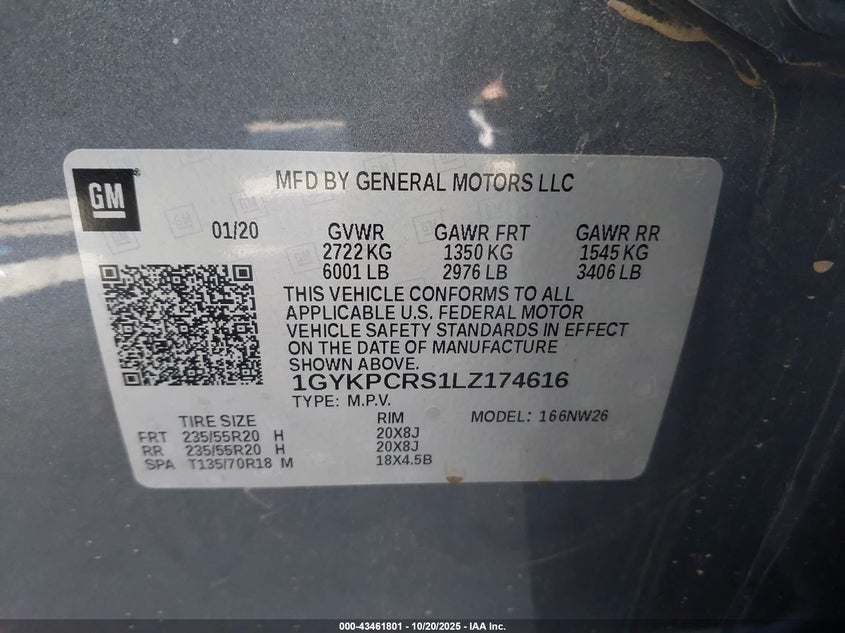 GM
MFD BY GENERAL MOTORS LLC
01/20 GVWR GAWR FRT GAWR RR
2722 KG 1350 KG 1545 KG
6001 LB 2976 LB 3406 LB
THIS VEHICLE CONFORMS TO ALL
APPLICABLE U.S. FEDERAL MOTOR
VEHICLE SAFETY STANDARDS IN EFFECT
ON THE DATE OF MANUFACTURE
SHOWN ABOVE.
1GYKPCRS1LZ174616
TYPE: M.P.V.
TIRE SIZE RIM MODEL: 166NW26
FRT 235/55R20 H 20X8J
RR 235/55R20 H 20X8J
SPA T135/70R18 M 18X4.5B
000-43461801 - 10/20/2025 - IAA Inc.